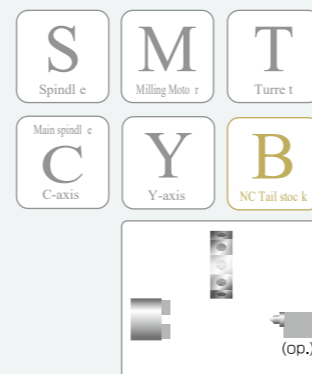 S
Spindl e
M
Milling Moto r
T
Turre t
Main spindl e
C
C-axis
Y
Y-axis
B
NC Tail stoc k
(op.)